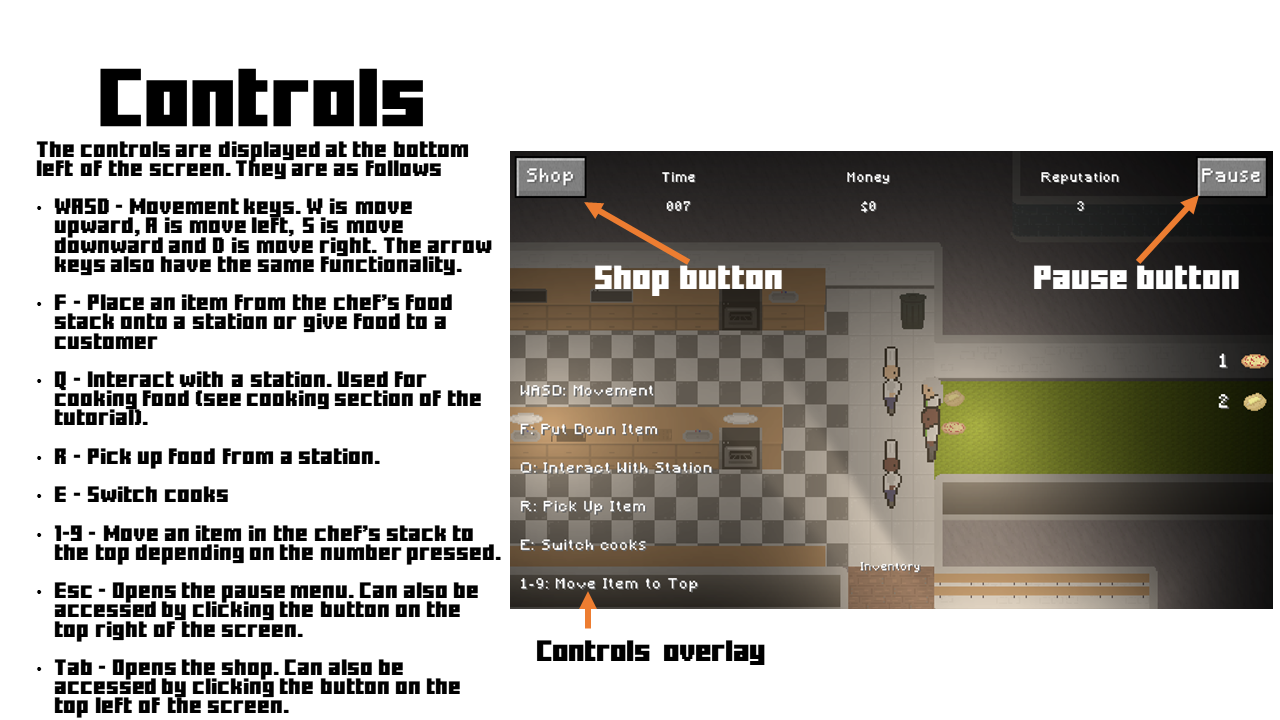 Controls
The controls are displayed at the bottom
left of the screen. They are as follows
• WASD - Movement keys. W is move
upward, A is move left, S is move
downward and D is move right. The arrow
keys also have the same functionality.
• F - Place an item from the chef's food
stack onto a station or give food to a
customer
• Q - Interact with a station. Used for
cooking food (see cooking section of the
tutorial).
• R - Pick up food from a station.
• E - Switch cooks
• 1-9 - Move an item in the chef's stack to
the top depending on the number pressed.
• Esc - Opens the pause menu. Can also be
accessed by clicking the button on the
top right of the screen.
• Tab - Opens the shop. Can also be
accessed by clicking the button on the
top left of the screen.
Shop
Time
Money
Reputation
Pause
007
$0
3
Shop button
Pause button
1
2
WASD: Movement
F: Put Down Item
Q: Interact With Station
R: Pick Up Item
E: Switch cooks
1-9: Move Item to Top
Inventory
Controls overlay